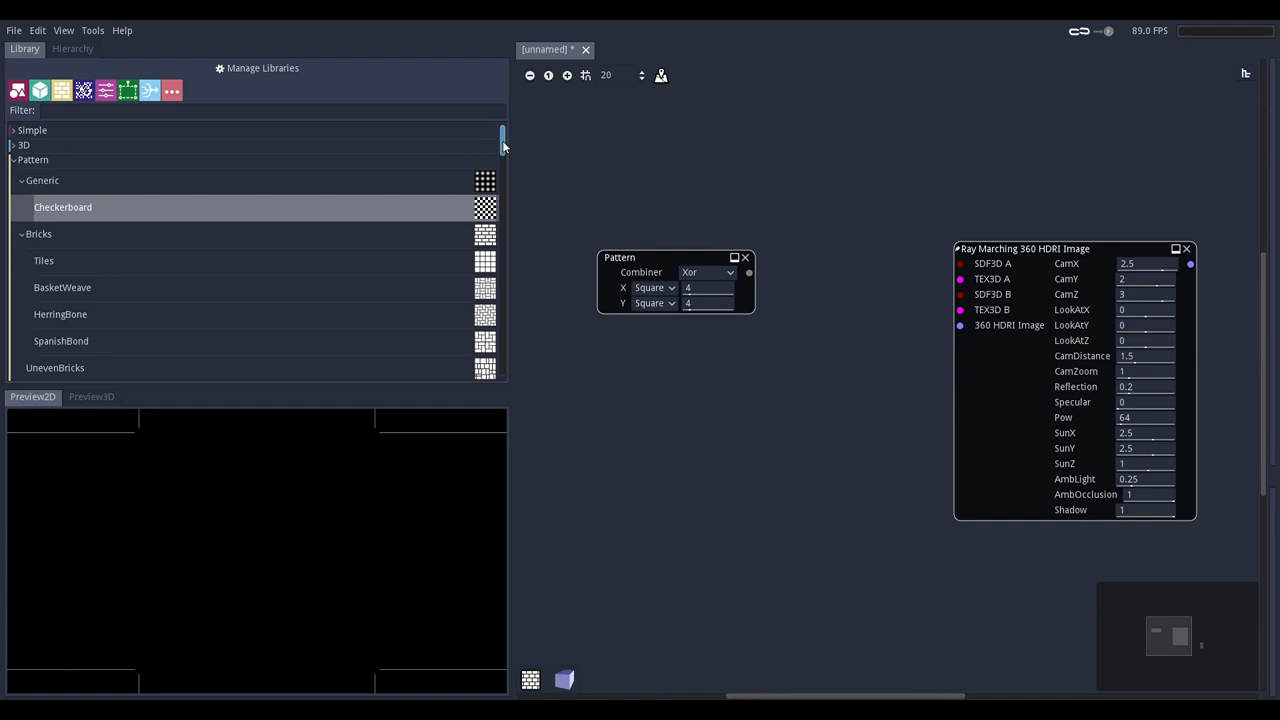 File Edit View Tools Help
89.0 FPS
Library Hierarchy
[unnamed] *
Manage Libraries
20
Filter:
Simple
3D
Pattern
Generic
Checkerboard
Bricks
Tiles
BasketWeave
HerringBone
SpanishBond
UnevenBricks
Preview2D Preview3D
Pattern
Combiner Xor
X Square 4
Y Square 4
Ray Marching 360 HDRI Image
SDF3D A CamX 2.5
TEX3D A CamY 2
SDF3D B CamZ 3
TEX3D B LookAtX 0
360 HDRI Image LookAtY 0
LookAtZ 0
CamDistance 1.5
CamZoom 1
Reflection 0.2
Specular 0
Pow 64
SunX 2.5
SunY 2.5
SunZ 1
AmbLight 0.25
AmbOcclusion 1
Shadow 1